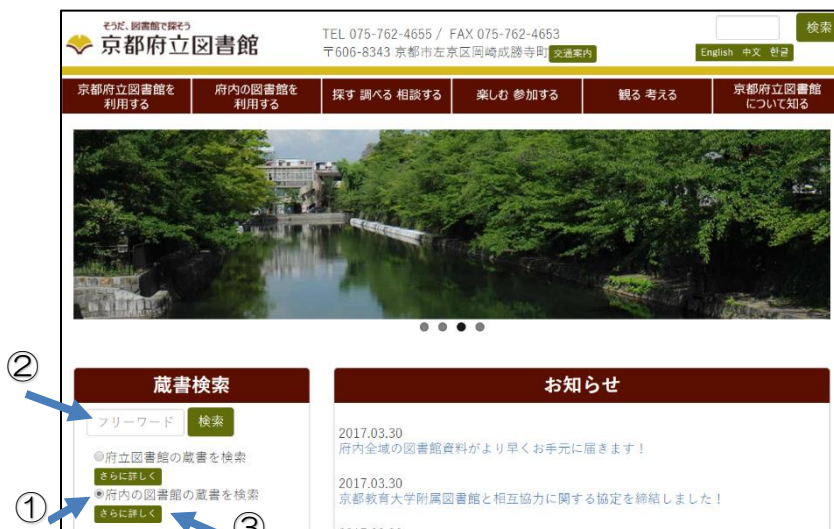 そうだ、図書館で探そう
京都府立図書館
TEL 075-762-4655 / FAX 075-762-4653
〒606-8343 京都市左京区岡崎成勝寺町 交通案内
検索
English 中文 한글
京都府立図書館を
利用する
府内の図書館を
利用する
探す 調べる 相談する
楽しむ 参加する
観る 考える
京都府立図書館
について知る
②
蔵書検索
フリーワード 検索
府立図書館の蔵書を検索
さらに詳しく
①
府内の図書館の蔵書を検索
さらに詳しく
③
お知らせ
2017.03.30
府内全域の図書館資料がより早くお手元に届きます！
2017.03.30
京都教育大学附属図書館と相互協力に関する協定を締結しました！